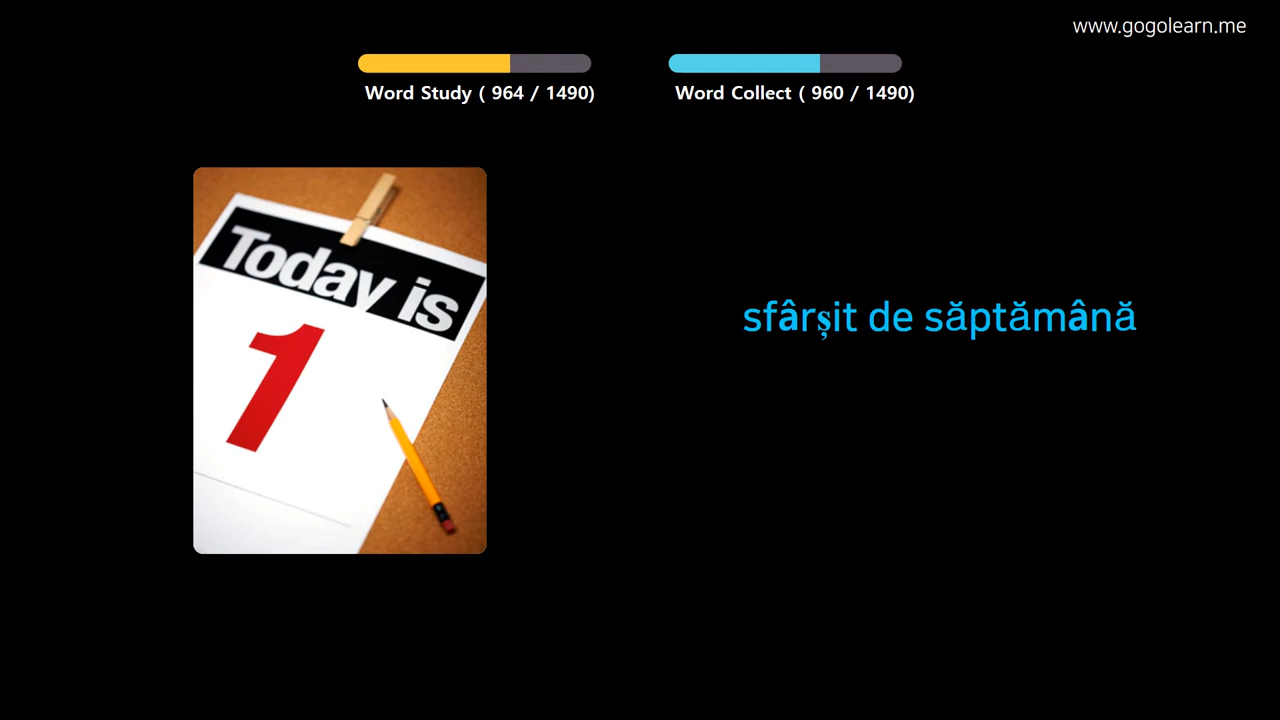 www.gogolearn.me
Word Study ( 964 / 1490)
Word Collect ( 960 / 1490)
Today is
1
sfârșit de săptămână